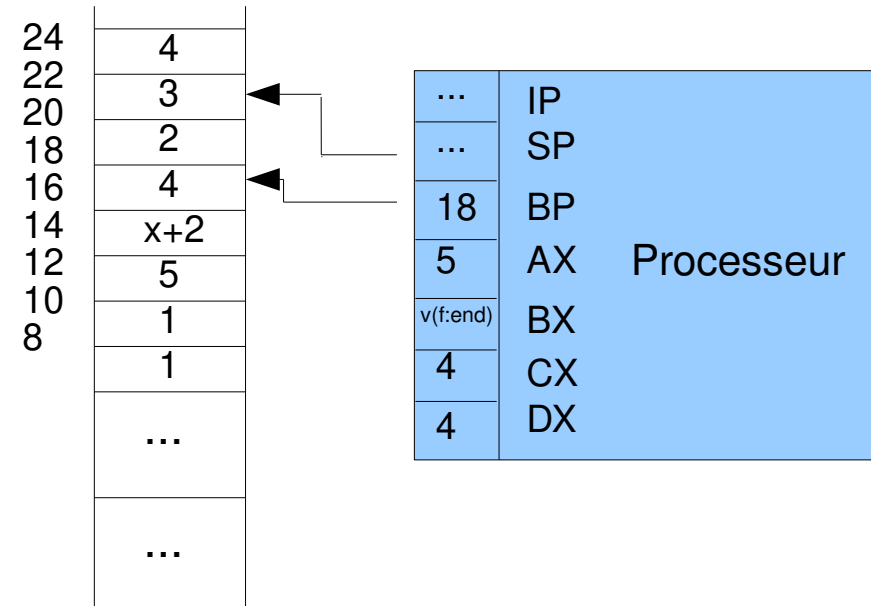 24
22
20
18
16
14
12
10
8
4
3
2
4
x+2
5
1
1
...
...
... IP
... SP
18 BP
5 AX Processeur
v(f:end) BX
4 CX
4 DX